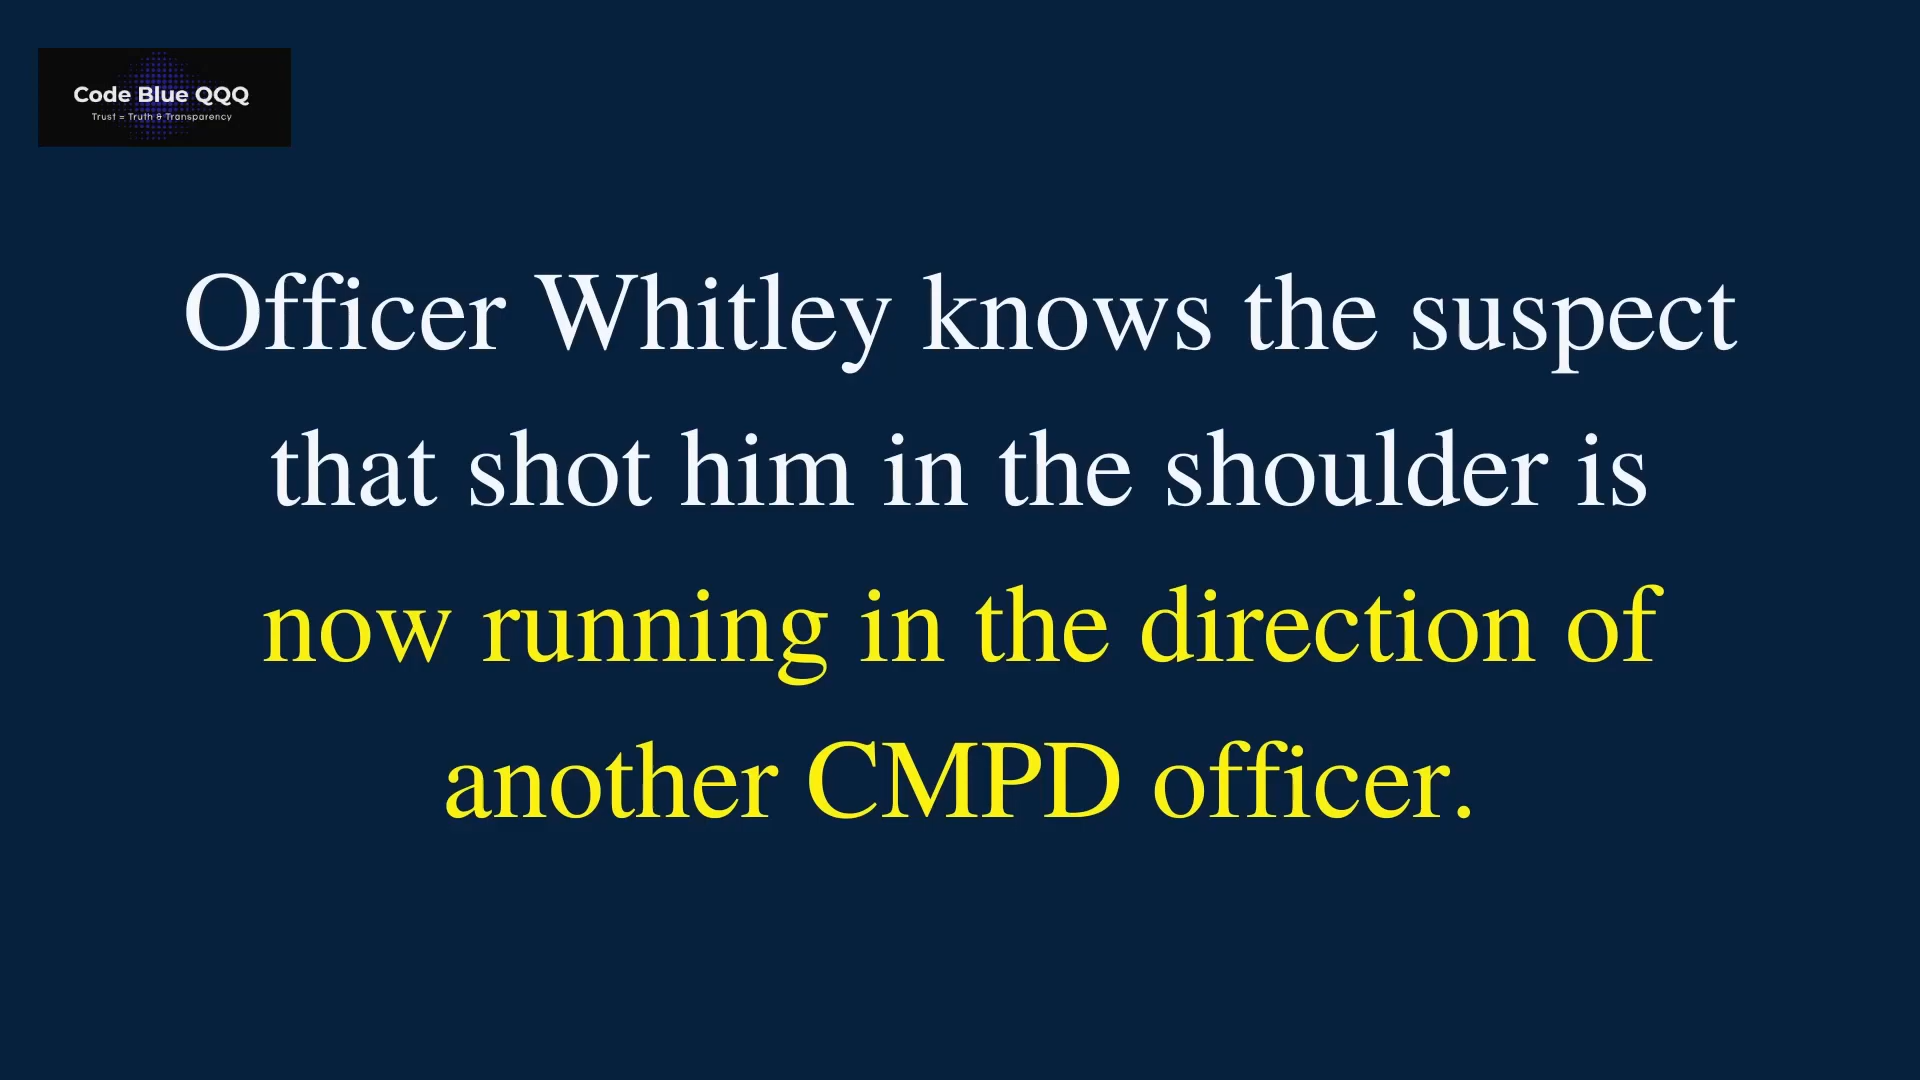 Code Blue QQQ
Trust = Truth & Transparency
Officer Whitley knows the suspect
that shot him in the shoulder is
now running in the direction of
another CMPD officer.